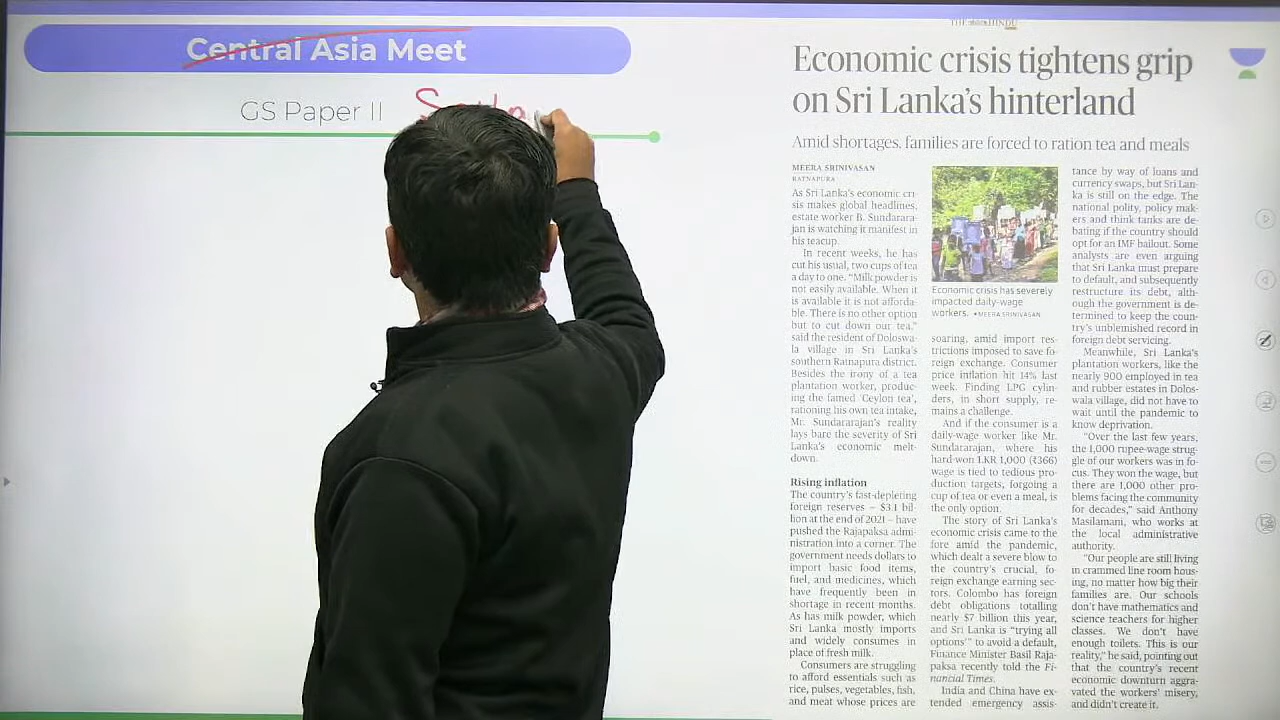 THE HINDU
Central Asia Meet
GS Paper II
Economic crisis tightens grip
on Sri Lanka's hinterland
Amid shortages, families are forced to ration tea and meals
MEERA SRINIVASAN
RATNAPURA
As Sri Lanka's economic cri-
sis makes global headlines,
estate worker B. Sundarara-
jan is watching it manifest in
his teacup.
In recent weeks, he has
cut his usual, two cups of tea
a day to one. “Milk powder is
not easily available. When it
is available it is not afforda-
ble. There is no other option
but to cut down our tea,”
said the resident of Doloswa-
la village in Sri Lanka's
southern Ratnapura district.
Besides the irony of a tea
plantation worker, produc-
ing the famed ‘Ceylon tea’,
rationing his own tea intake,
Mr. Sundararajan's reality
lays bare the severity of Sri
Lanka's economic melt-
down.
Rising inflation
The country's fast-depleting
foreign reserves – $3.1 bil-
lion at the end of 2021 – have
pushed the Rajapaksa admi-
nistration into a corner. The
government needs dollars to
import basic food items,
fuel, and medicines, which
have frequently been in
shortage in recent months.
As has milk powder, which
Sri Lanka mostly imports
and widely consumes in
place of fresh milk.
Consumers are struggling
to afford essentials such as
rice, pulses, vegetables, fish,
and meat whose prices are
Economic crisis has severely
impacted daily-wage
workers. • MEERA SRINIVASAN
soaring, amid import res-
trictions imposed to save fo-
reign exchange. Consumer
price inflation hit 14% last
week. Finding LPG cylin-
ders, in short supply, re-
mains a challenge.
And if the consumer is a
daily-wage worker like Mr.
Sundararajan, where his
hard-won LKR 1,000 (₹366)
wage is tied to tedious pro-
duction targets, forgoing a
cup of tea or even a meal, is
the only option.
The story of Sri Lanka's
economic crisis came to the
fore amid the pandemic,
which dealt a severe blow to
the country's crucial, fo-
reign exchange earning sec-
tors. Colombo has foreign
debt obligations totalling
nearly $7 billion this year,
and Sri Lanka is “trying all
options” to avoid a default,
Finance Minister Basil Raja-
paksa recently told the Fi-
nancial Times.
India and China have ex-
tended emergency assis-
tance by way of loans and
currency swaps, but Sri Lan-
ka is still on the edge. The
national polity, policy mak-
ers and think tanks are de-
bating if the country should
opt for an IMF bailout. Some
analysts are even arguing
that Sri Lanka must prepare
to default, and subsequently
restructure its debt, alth-
ough the government is de-
termined to keep the coun-
try's unblemished record in
foreign debt servicing.
Meanwhile, Sri Lanka's
plantation workers, like the
nearly 900 employed in tea
and rubber estates in Dolos-
wala village, did not have to
wait until the pandemic to
know deprivation.
“Over the last few years,
the 1,000 rupee-wage strug-
gle of our workers was in fo-
cus. They won the wage, but
there are 1,000 other pro-
blems facing the community
for decades,” said Anthony
Masilamani, who works at
the local administrative
authority.
“Our people are still living
in crammed line room hous-
ing, no matter how big their
families are. Our schools
don't have mathematics and
science teachers for higher
classes. We don't have
enough toilets. This is our
reality,” he said, pointing out
that the country's recent
economic downturn aggra-
vated the workers' misery,
and didn't create it.